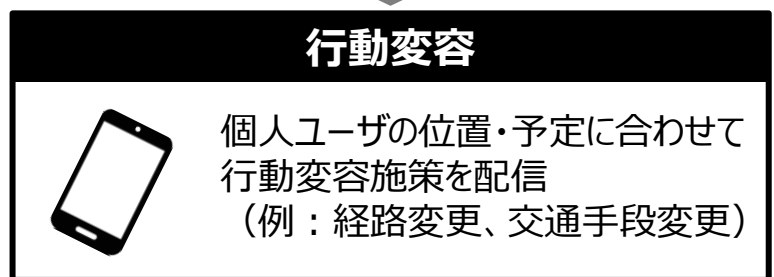 行動変容
個人ユーザの位置・予定に合わせて
行動変容施策を配信
（例：経路変更、交通手段変更）